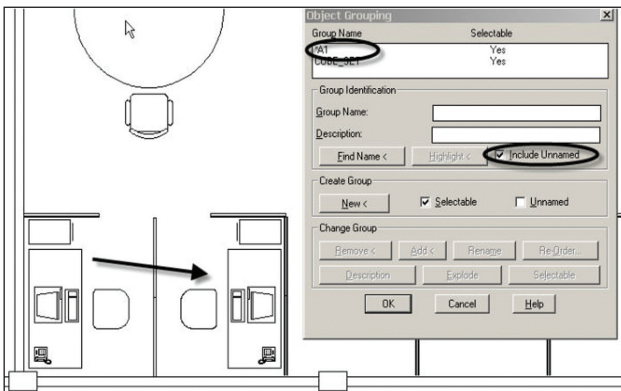 Object Grouping
Group Name Selectable
*A1 Yes
CUBE_SET Yes
Group Identification
Group Name:
Description:
Find Name <
Highlight <
Include Unnamed
Create Group
New <
Selectable
Unnamed
Change Group
Remove <
Add <
Rename
Re-Order...
Description
Explode
Selectable
OK
Cancel
Help